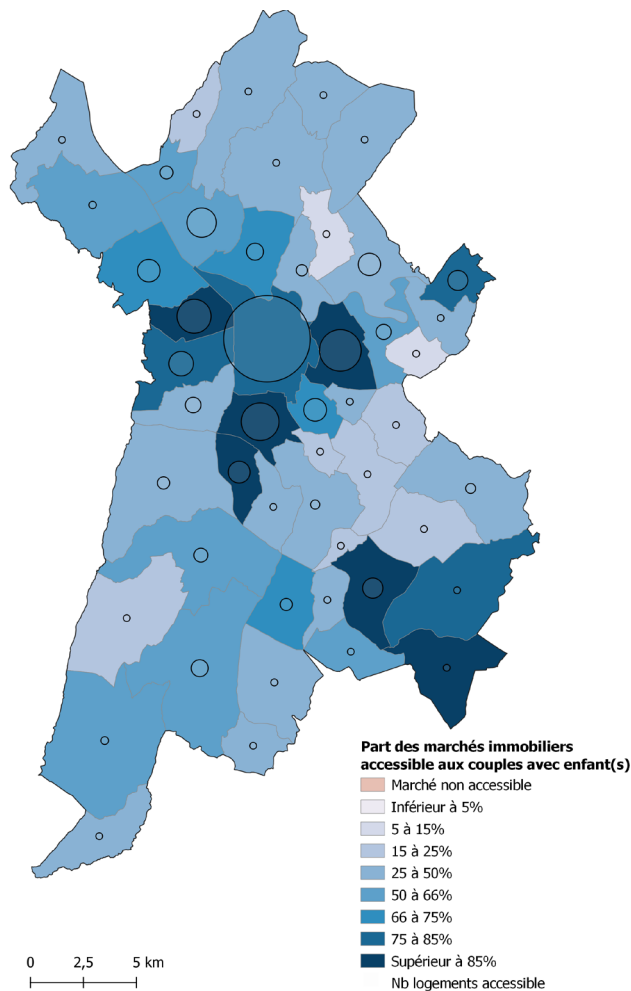 Part des marchés immobiliers
accessible aux couples avec enfant(s)
Marché non accessible
Inférieur à 5%
5 à 15%
15 à 25%
25 à 50%
50 à 66%
66 à 75%
75 à 85%
Supérieur à 85%
Nb logements accessible
0 2,5 5 km